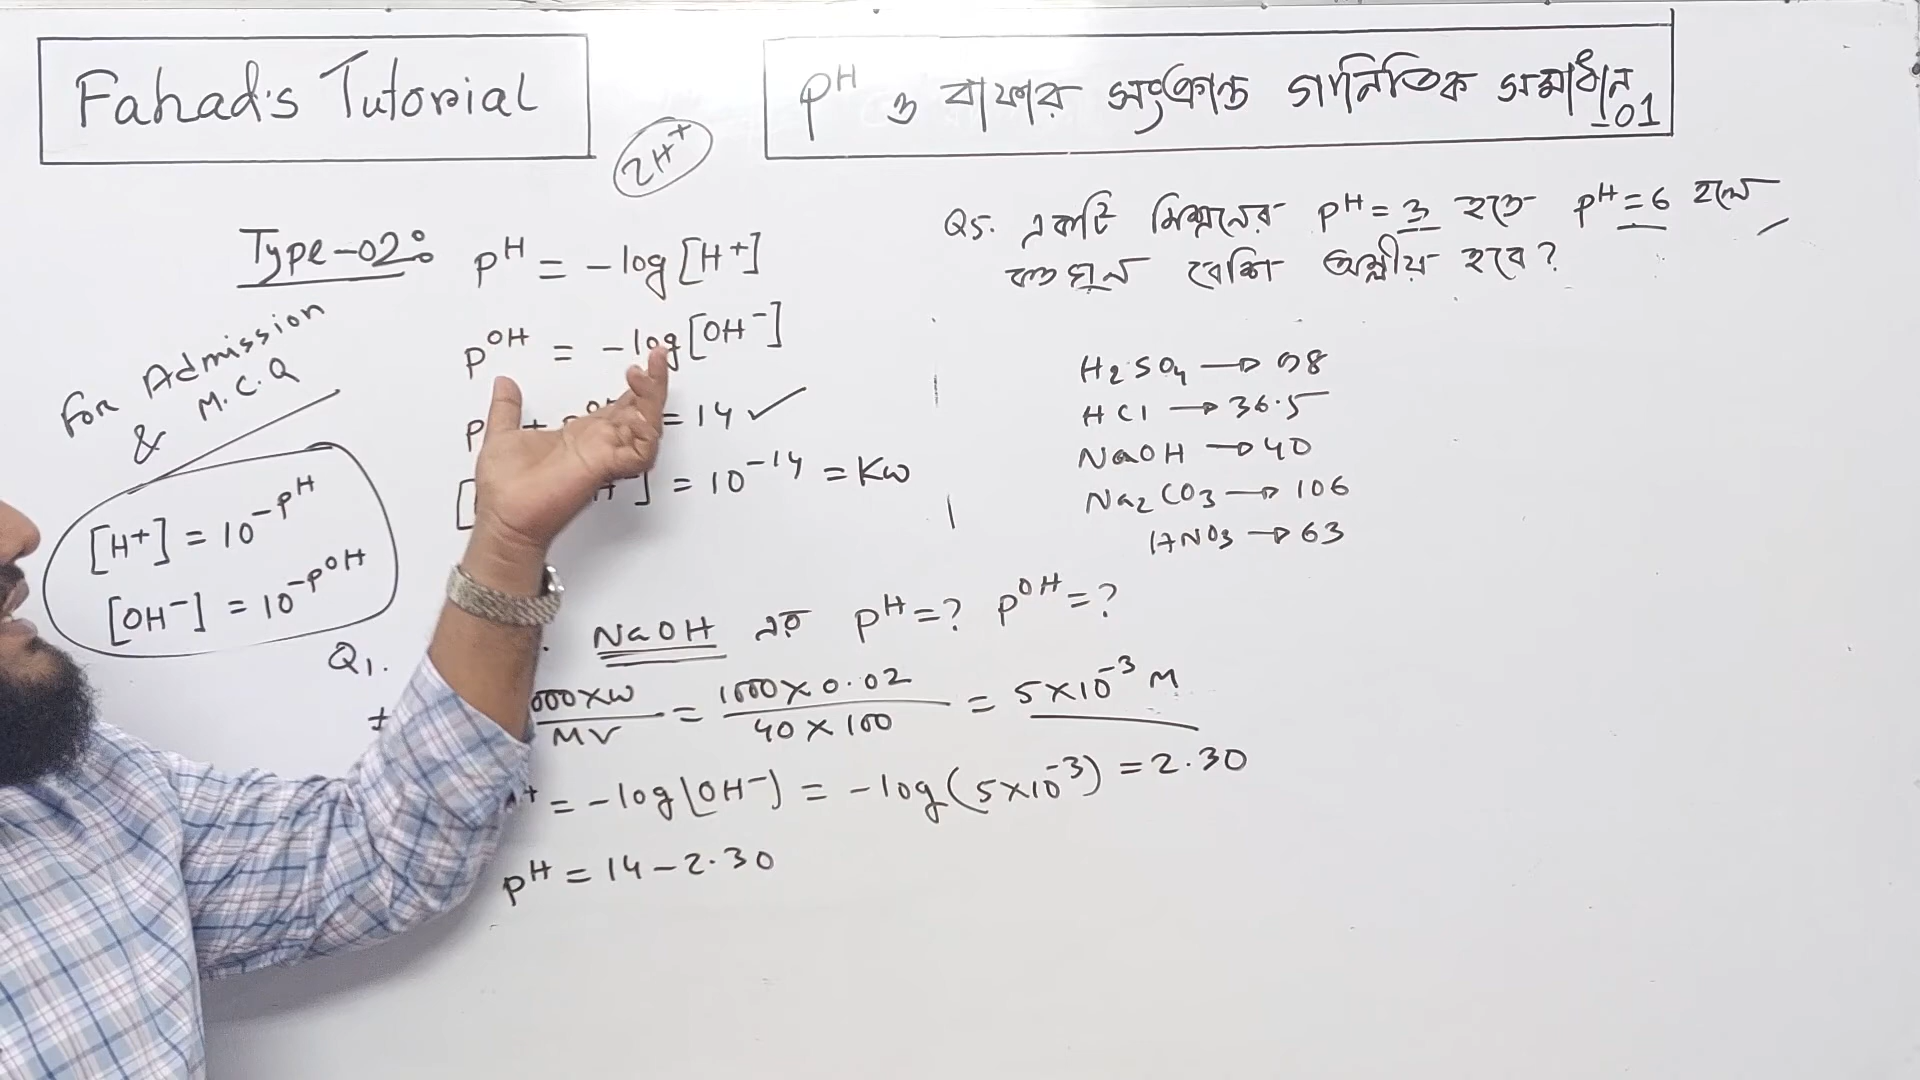 Fahad's Tutorial
pH ও বাফার সংক্রান্ত গানিতিক সমাধান -01
2H+
Type-02: pH = -log[H+]
pOH = -log[OH-]
= 14 ✓
] = 10^-14 = Kw
For Admission
& M.C.Q
[H+] = 10^-pH
[OH-] = 10^-pOH
Q5. একটি মিশ্রনের pH = 3 হতে pH = 6 হলে
কতগুন বেশি অম্লীয় হবে?
H2SO4 → 98
HCl → 36.5
NaOH → 40
Na2CO3 → 106
HNO3 → 63
Q1. NaOH এর pH = ? pOH = ?
000×w/MV = 1000×0.02/40×100 = 5×10^-3 M
= -log[OH-] = -log(5×10^-3) = 2.30
pH = 14-2.30